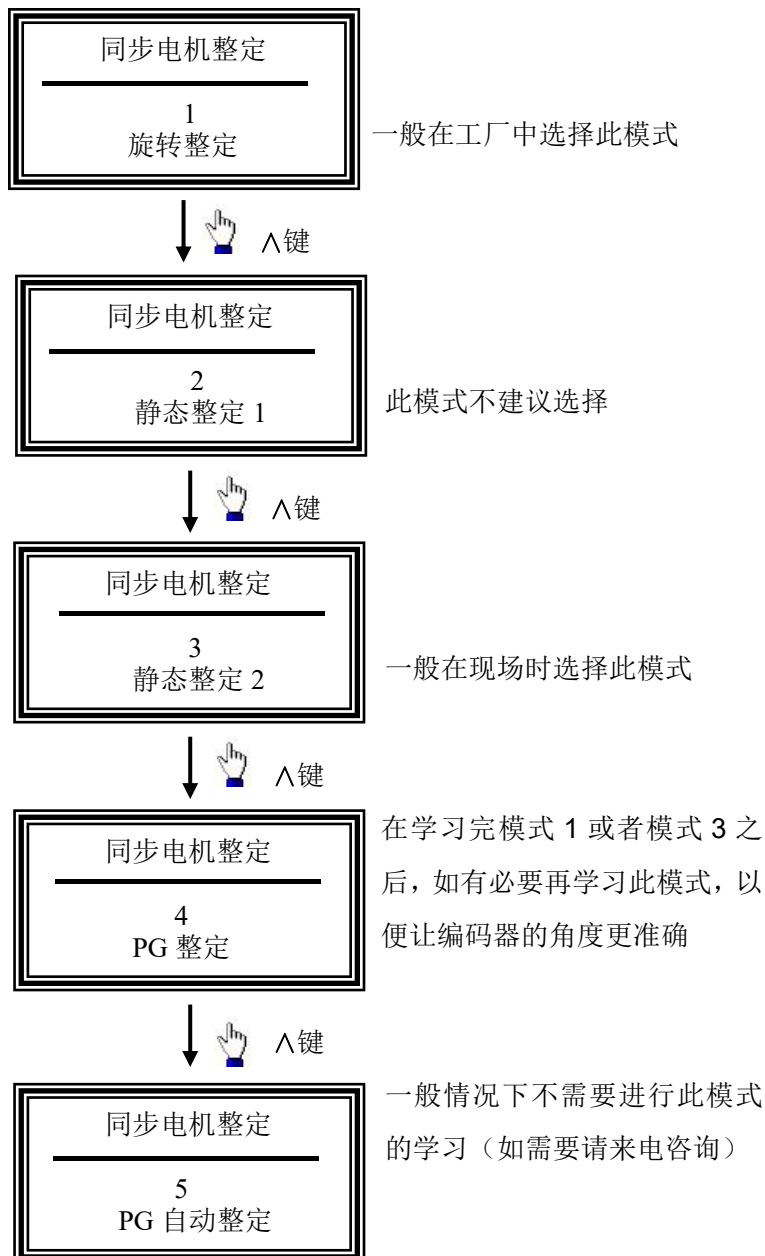 同步电机整定
1
旋转整定
一般在工厂中选择此模式
∧键
同步电机整定
2
静态整定 1
此模式不建议选择
∧键
同步电机整定
3
静态整定 2
一般在现场时选择此模式
∧键
同步电机整定
4
PG 整定
在学习完模式 1 或者模式 3 之
后，如有必要再学习此模式，以
便让编码器的角度更准确
∧键
同步电机整定
5
PG 自动整定
一般情况下不需要进行此模式
的学习（如需要请来电咨询）